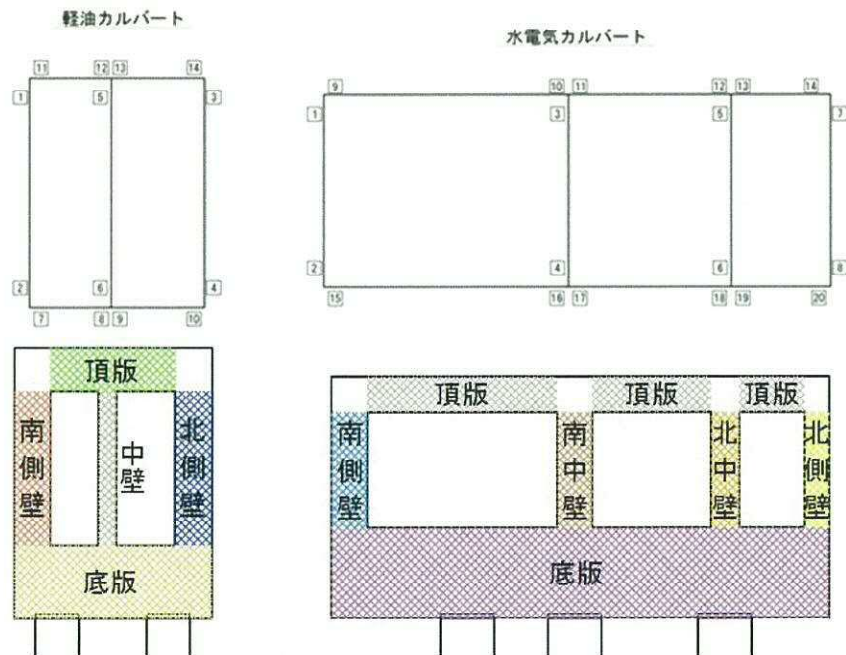 軽油カルバート
水電気カルバート
11 12 13 14
1 5 3
2 6 4
7 8 9 10
9 10 11 12 13 14
1 3 5 7
2 4 6 8
15 16 17 18 19 20
頂版
南側壁
中壁
北側壁
底版
頂版 頂版 頂版
南側壁
南中壁
北中壁
北側壁
底版